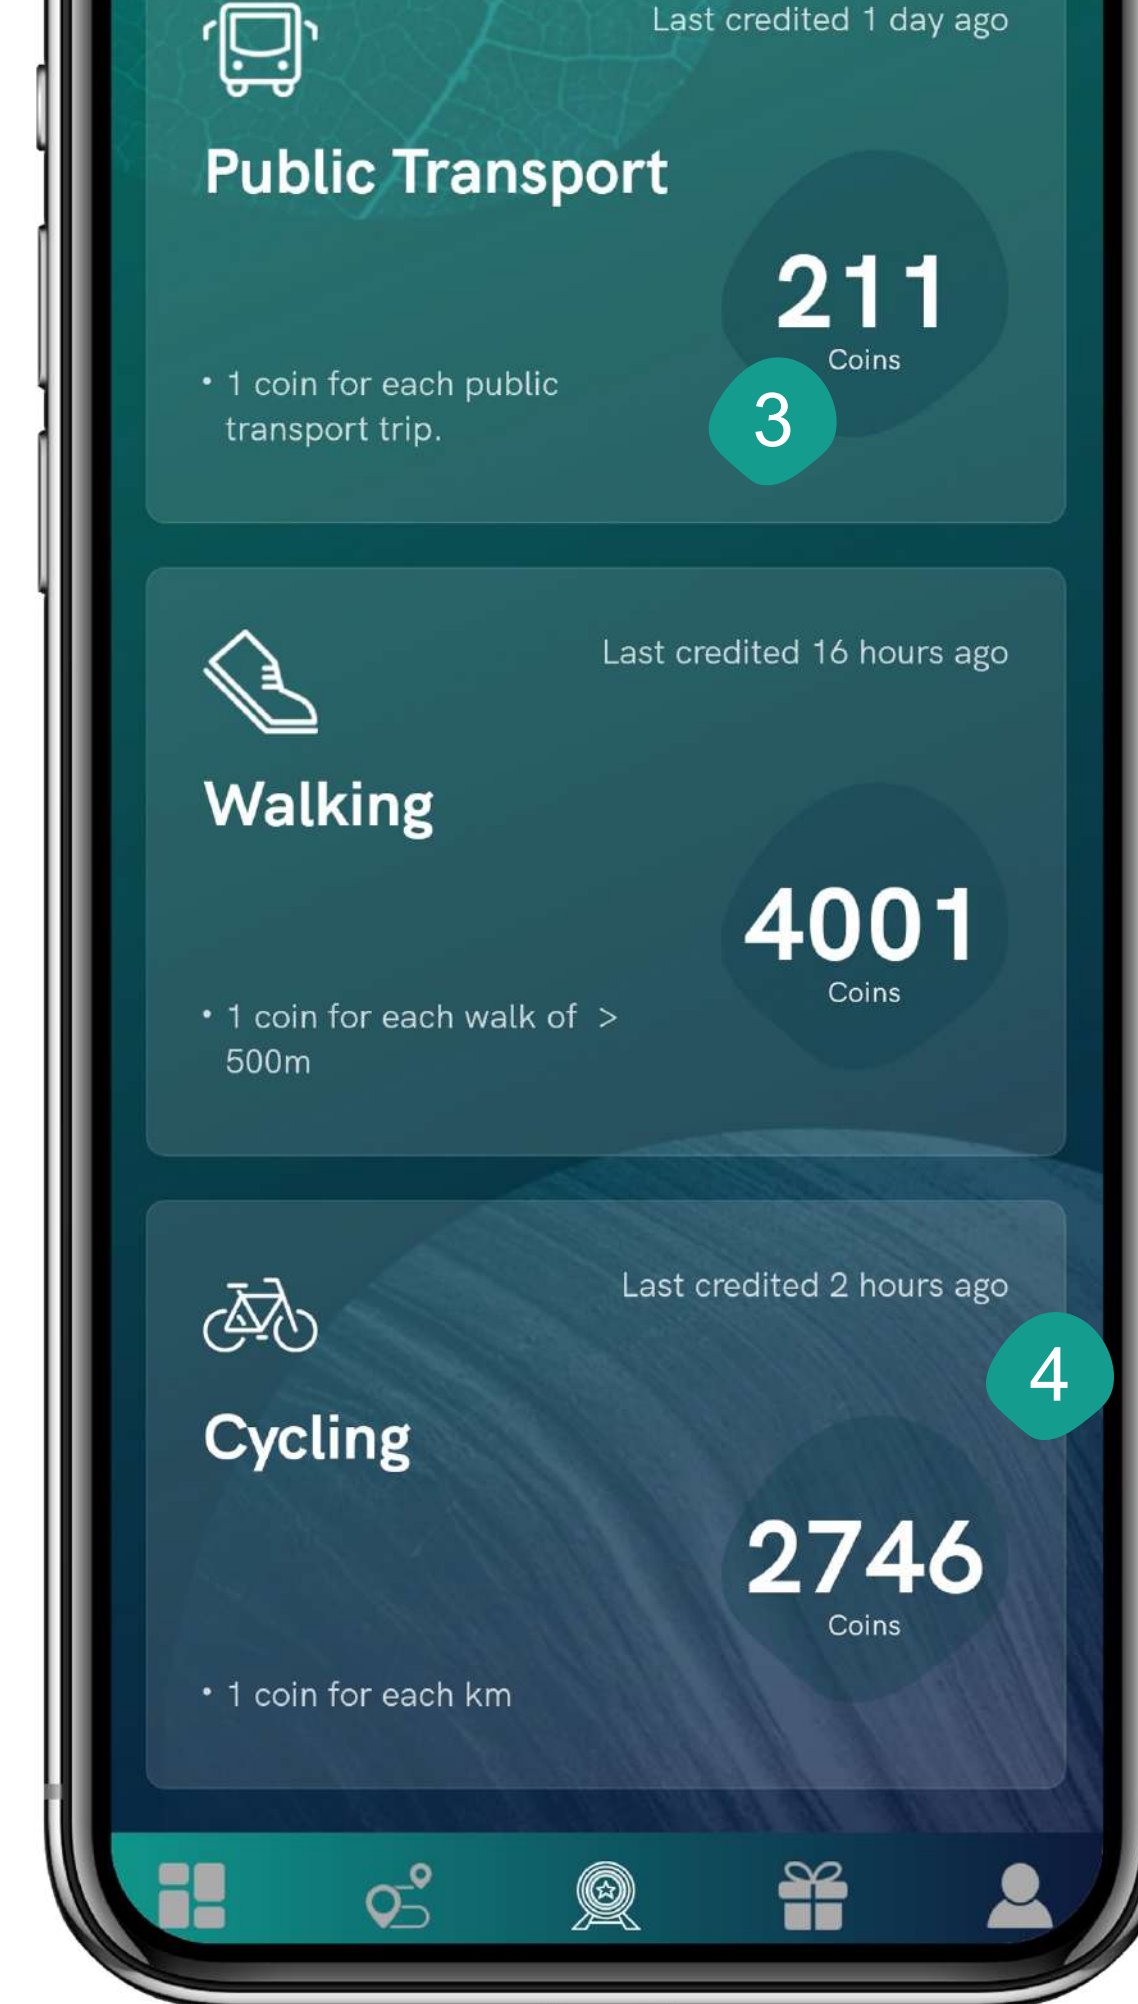 Last credited 1 day ago
Public Transport
211
Coins
• 1 coin for each public
transport trip.
3
Last credited 16 hours ago
Walking
4001
Coins
• 1 coin for each walk of >
500m
Last credited 2 hours ago
4
Cycling
2746
Coins
• 1 coin for each km